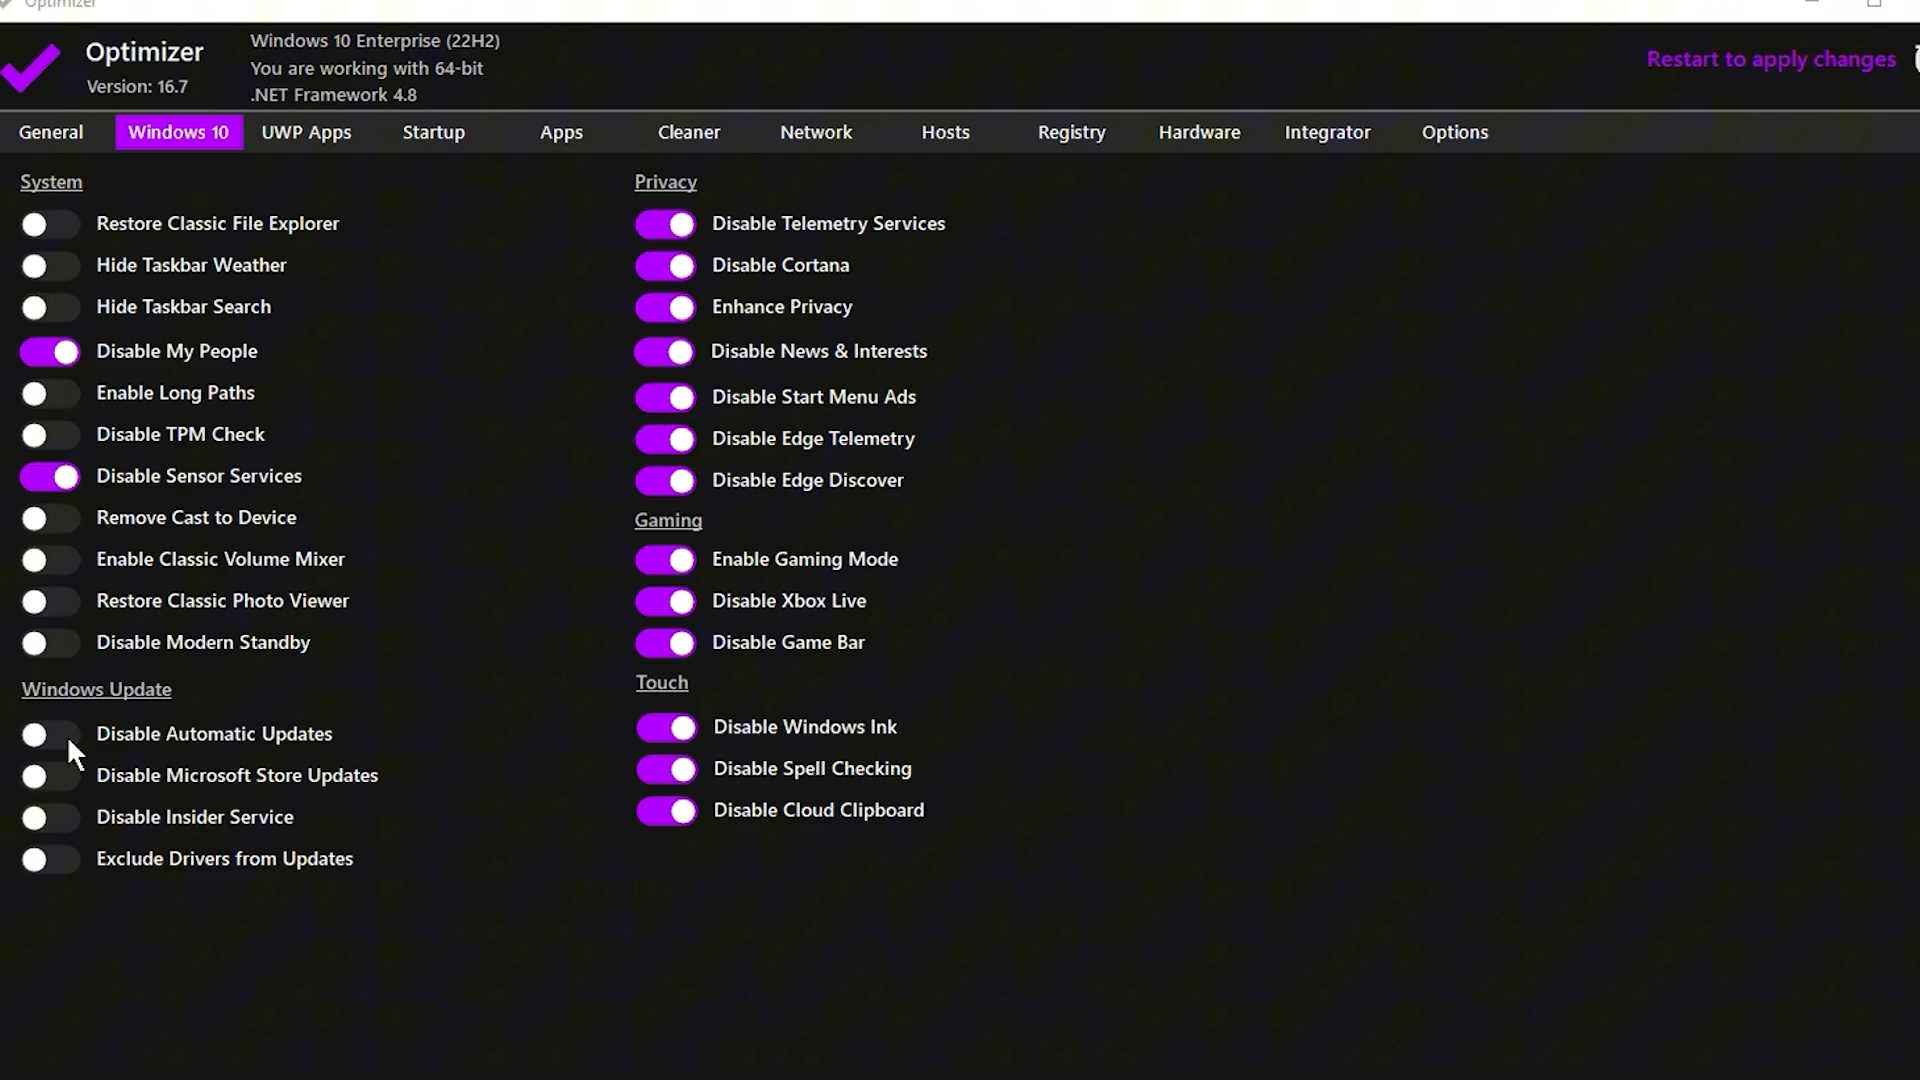 Optimizer
Optimizer
Version: 16.7
Windows 10 Enterprise (22H2)
You are working with 64-bit
.NET Framework 4.8
Restart to apply changes
General Windows 10 UWP Apps Startup Apps Cleaner Network Hosts Registry Hardware Integrator Options
System
Restore Classic File Explorer
Hide Taskbar Weather
Hide Taskbar Search
Disable My People
Enable Long Paths
Disable TPM Check
Disable Sensor Services
Remove Cast to Device
Enable Classic Volume Mixer
Restore Classic Photo Viewer
Disable Modern Standby
Windows Update
Disable Automatic Updates
Disable Microsoft Store Updates
Disable Insider Service
Exclude Drivers from Updates
Privacy
Disable Telemetry Services
Disable Cortana
Enhance Privacy
Disable News & Interests
Disable Start Menu Ads
Disable Edge Telemetry
Disable Edge Discover
Gaming
Enable Gaming Mode
Disable Xbox Live
Disable Game Bar
Touch
Disable Windows Ink
Disable Spell Checking
Disable Cloud Clipboard